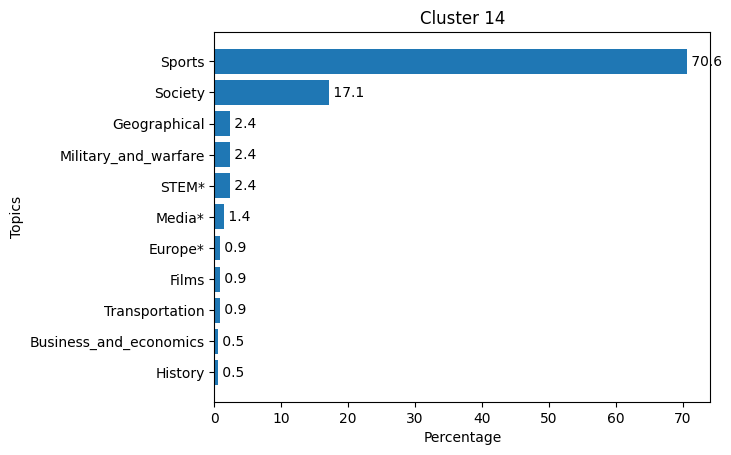 Cluster 14
Topics
Sports 70.6
Society 17.1
Geographical 2.4
Military_and_warfare 2.4
STEM* 2.4
Media* 1.4
Europe* 0.9
Films 0.9
Transportation 0.9
Business_and_economics 0.5
History 0.5
0 10 20 30 40 50 60 70
Percentage